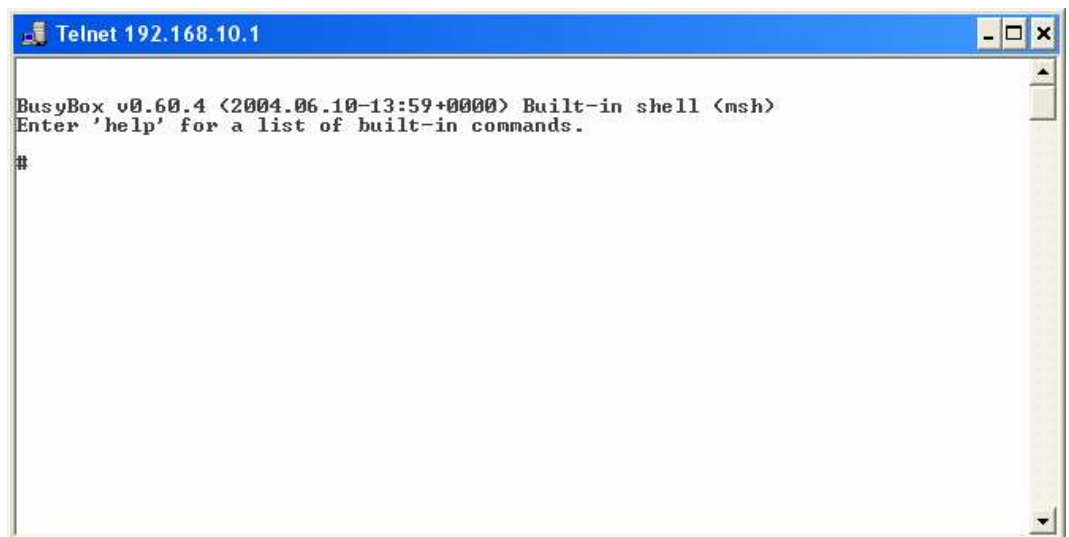 Telnet 192.168.10.1
BusyBox v0.60.4 (2004.06.10-13:59+0000) Built-in shell (msh)
Enter 'help' for a list of built-in commands.
#